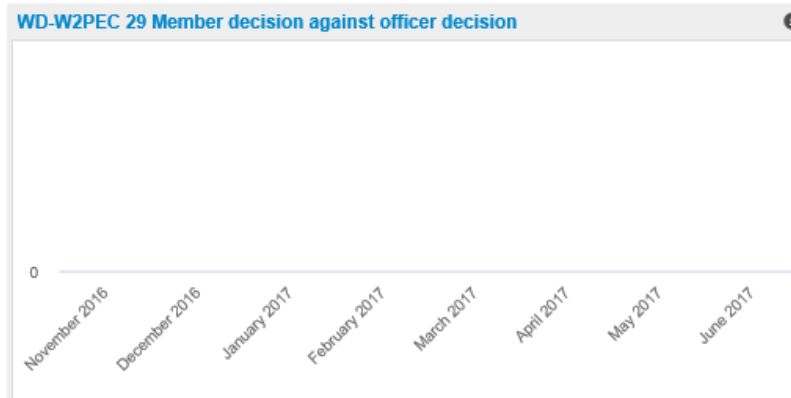 WD-W2PEC 29 Member decision against officer decision
0
November 2016
December 2016
January 2017
February 2017
March 2017
April 2017
May 2017
June 2017